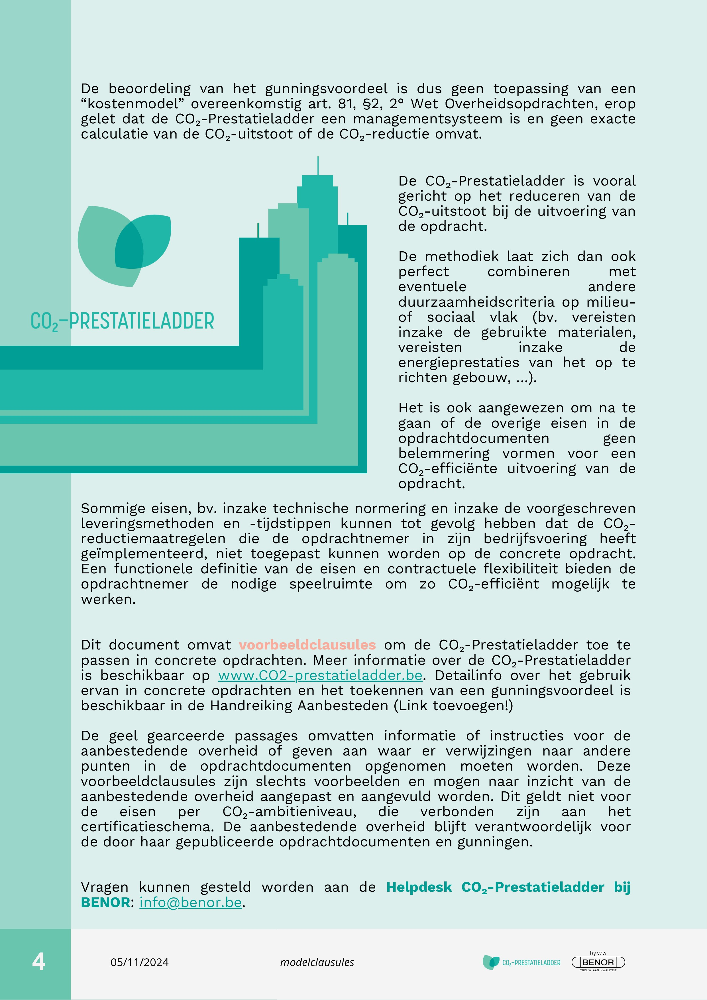 De beoordeling van het gunningsvoordeel is dus geen toepassing van een
“kostenmodel” overeenkomstig art. 81, §2, 2° Wet Overheidsopdrachten, erop
gelet dat de CO₂-Prestatieladder een managementsysteem is en geen exacte
calculatie van de CO₂-uitstoot of de CO₂-reductie omvat.
CO₂-PRESTATIELADDER
De CO₂-Prestatieladder is vooral
gericht op het reduceren van de
CO₂-uitstoot bij de uitvoering van
de opdracht.
De methodiek laat zich dan ook
perfect combineren met
eventuele andere
duurzaamheidscriteria op milieu-
of sociaal vlak (bv. vereisten
inzake de gebruikte materialen,
vereisten inzake de
energieprestaties van het op te
richten gebouw, ...).
Het is ook aangewezen om na te
gaan of de overige eisen in de
opdrachtdocumenten geen
belemmering vormen voor een
CO₂-efficiënte uitvoering van de
opdracht.
Sommige eisen, bv. inzake technische normering en inzake de voorgeschreven
leveringsmethoden en -tijdstippen kunnen tot gevolg hebben dat de CO₂-
reductiemaatregelen die de opdrachtnemer in zijn bedrijfsvoering heeft
geïmplementeerd, niet toegepast kunnen worden op de concrete opdracht.
Een functionele definitie van de eisen en contractuele flexibiliteit bieden de
opdrachtnemer de nodige speelruimte om zo CO₂-efficiënt mogelijk te
werken.
Dit document omvat voorbeeldclausules om de CO₂-Prestatieladder toe te
passen in concrete opdrachten. Meer informatie over de CO₂-Prestatieladder
is beschikbaar op www.CO2-prestatieladder.be. Detailinfo over het gebruik
ervan in concrete opdrachten en het toekennen van een gunningsvoordeel is
beschikbaar in de Handreiking Aanbesteden (Link toevoegen!)
De geel gearceerde passages omvatten informatie of instructies voor de
aanbestedende overheid of geven aan waar er verwijzingen naar andere
punten in de opdrachtdocumenten opgenomen moeten worden. Deze
voorbeeldclausules zijn slechts voorbeelden en mogen naar inzicht van de
aanbestedende overheid aangepast en aangevuld worden. Dit geldt niet voor
de eisen per CO₂-ambitieniveau, die verbonden zijn aan het
certificatieschema. De aanbestedende overheid blijft verantwoordelijk voor
de door haar gepubliceerde opdrachtdocumenten en gunningen.
Vragen kunnen gesteld worden aan de Helpdesk CO₂-Prestatieladder bij
BENOR: info@benor.be.
4
05/11/2024
modelclausules
CO₂-PRESTATIELADDER
by vzw
BENOR
TROUW AAN KWALITEIT